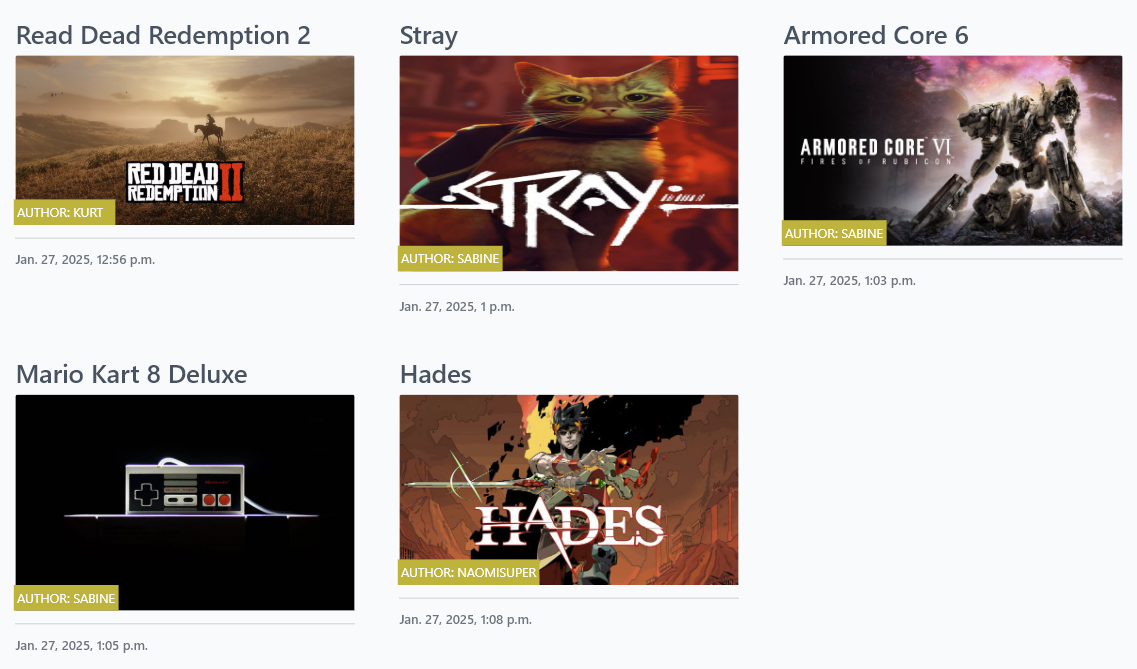 Read Dead Redemption 2
RED DEAD
REDEMPTION II
AUTHOR: KURT
Jan. 27, 2025, 12:56 p.m.
Stray
STRAY
AUTHOR: SABINE
Jan. 27, 2025, 1 p.m.
Armored Core 6
ARMORED CORE VI
FIRES OF RUBICON
AUTHOR: SABINE
Jan. 27, 2025, 1:03 p.m.
Mario Kart 8 Deluxe
Nintendo
AUTHOR: SABINE
Jan. 27, 2025, 1:05 p.m.
Hades
HADES
AUTHOR: NAOMISUPER
Jan. 27, 2025, 1:08 p.m.